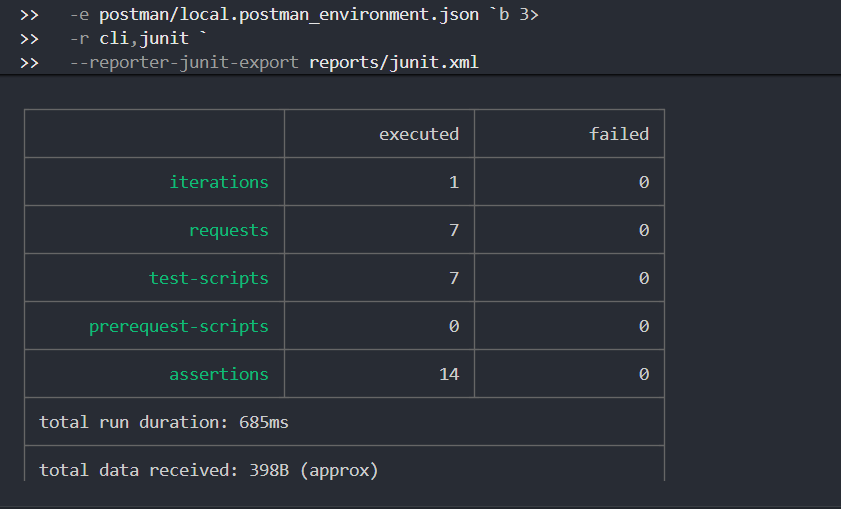 >>   -e postman/local.postman_environment.json `b 3>
>>   -r cli,junit `
>>   --reporter-junit-export reports/junit.xml
executed failed
iterations 1 0
requests 7 0
test-scripts 7 0
prerequest-scripts 0 0
assertions 14 0
total run duration: 685ms
total data received: 398B (approx)